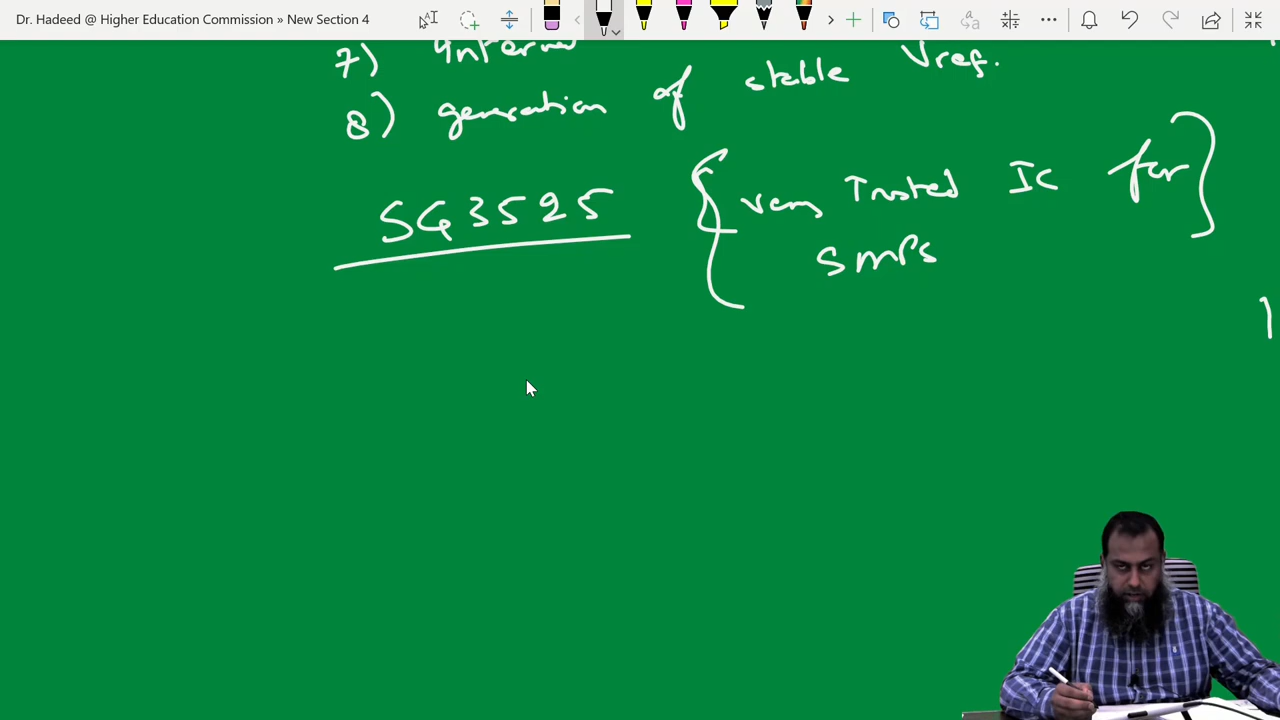 Dr. Hadeed @ Higher Education Commission » New Section 4
7) Internal
8) generation of stable Vref.
SG3525 { very Trusted IC for }
SMPS